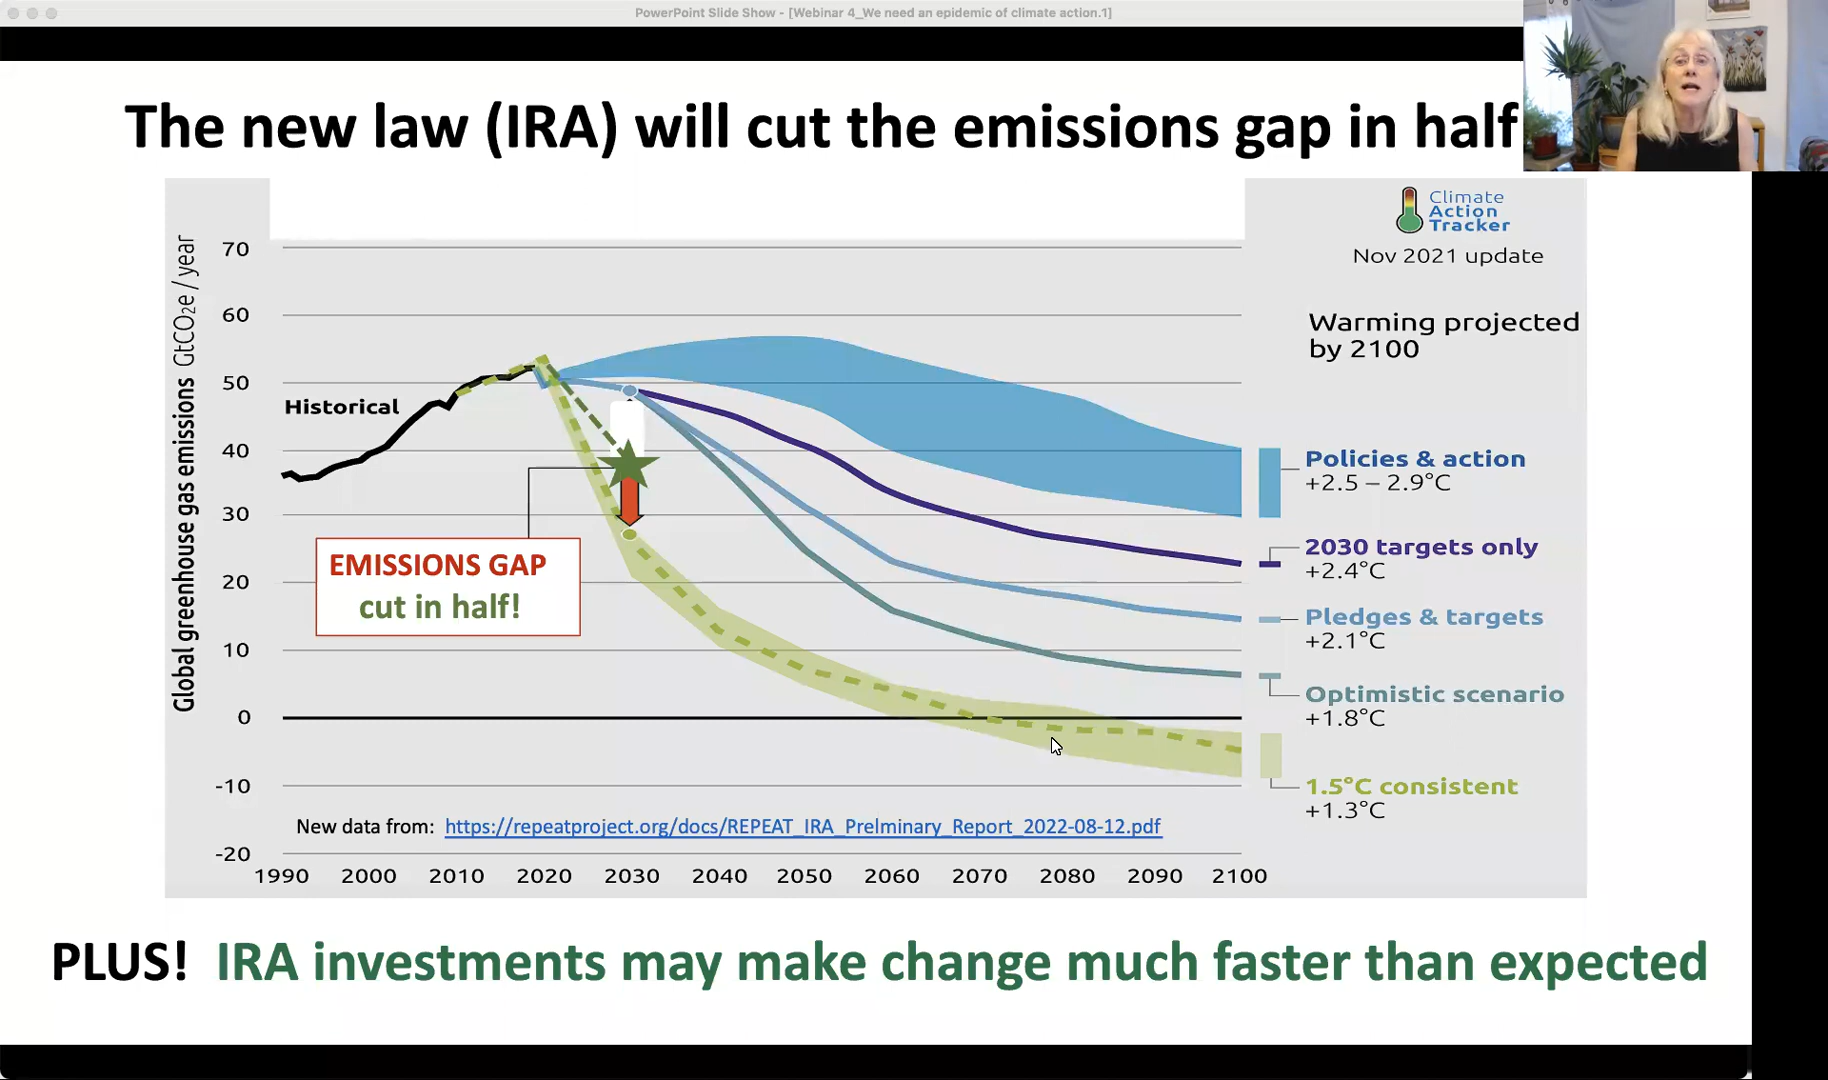 PowerPoint Slide Show - [Webinar 4_We need an epidemic of climate action.1]
The new law (IRA) will cut the emissions gap in half
Climate
Action
Tracker
Nov 2021 update
Warming projected
by 2100
Global greenhouse gas emissions GtCO₂e / year
70
60
50
40
30
20
10
0
-10
-20
Historical
EMISSIONS GAP
cut in half!
Policies & action
+2.5 – 2.9°C
2030 targets only
+2.4°C
Pledges & targets
+2.1°C
Optimistic scenario
+1.8°C
1.5°C consistent
+1.3°C
New data from: https://repeatproject.org/docs/REPEAT_IRA_Prelminary_Report_2022-08-12.pdf
1990 2000 2010 2020 2030 2040 2050 2060 2070 2080 2090 2100
PLUS! IRA investments may make change much faster than expected